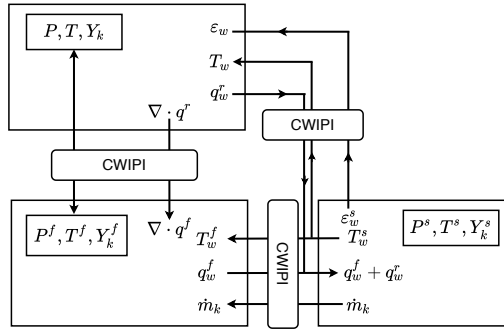 P, T, Y_k
ε_w
T_w
q_w^r
∇ · q^r
CWIPI
CWIPI
P^f, T^f, Y_k^f
∇ · q^f
T_w^f
q_w^f
ṁ_k
CWIPI
ε_w^s
T_w^s
q_w^f + q_w^r
ṁ_k
P^s, T^s, Y_k^s